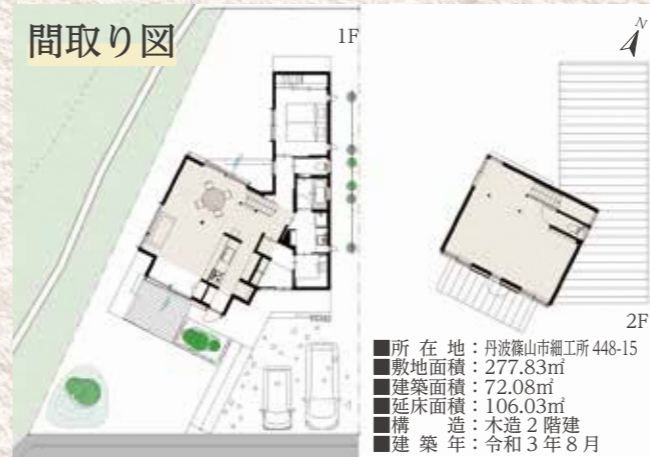 間取り図
1F
N
2F
■所在地：丹波篠山市細工所 448-15
■敷地面積：277.83㎡
■建築面積：72.08㎡
■延床面積：106.03㎡
■構造：木造２階建
■建築年：令和３年８月